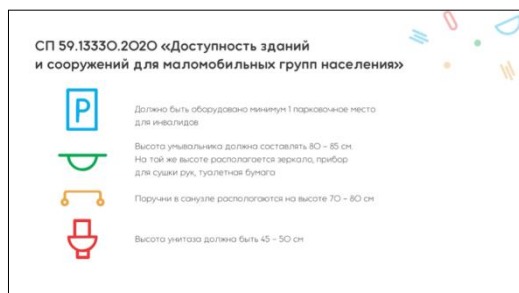 СП 59.13330.2020 «Доступность зданий
и сооружений для маломобильных групп населения»
P
Должно быть оборудовано минимум 1 парковочное место
для инвалидов
Высота умывальника должна составлять 80 – 85 см.
На той же высоте располагается зеркало, прибор
для сушки рук, туалетная бумага
Поручни в санузле располагаются на высоте 70 – 80 см
Высота унитаза должна быть 45 – 50 см